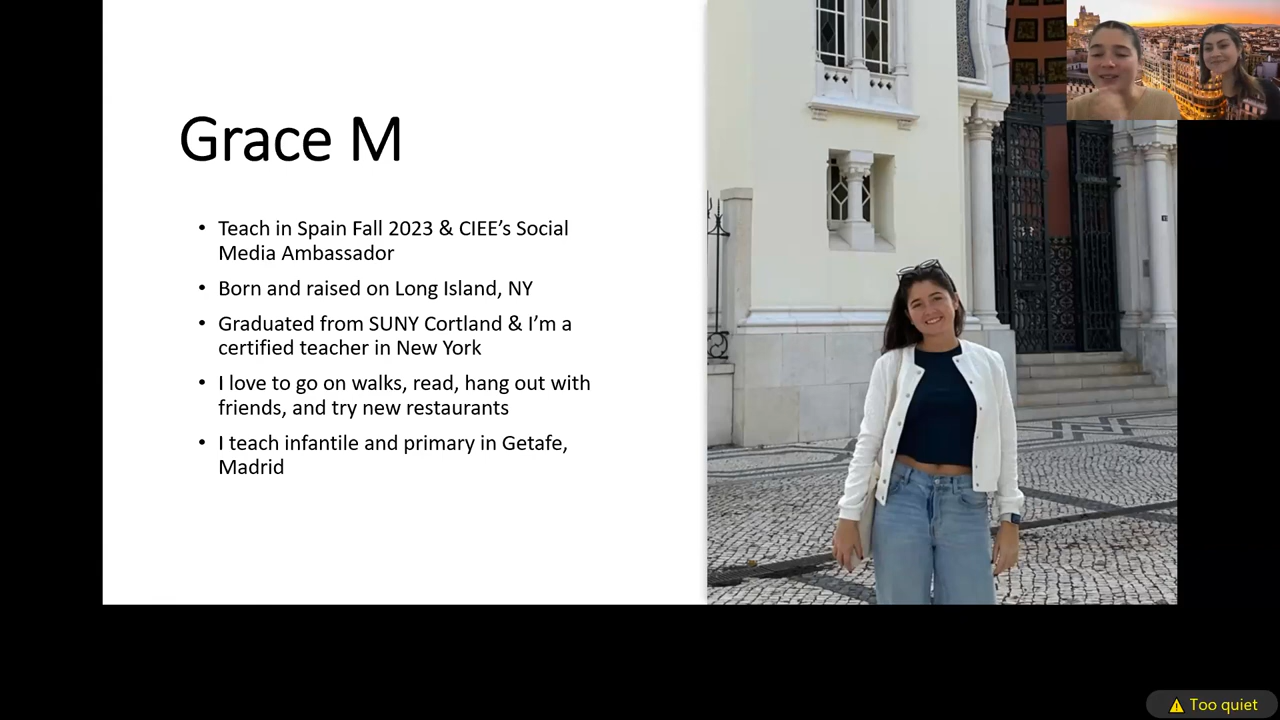 Grace M
• Teach in Spain Fall 2023 & CIEE’s Social
Media Ambassador
• Born and raised on Long Island, NY
• Graduated from SUNY Cortland & I’m a
certified teacher in New York
• I love to go on walks, read, hang out with
friends, and try new restaurants
• I teach infantile and primary in Getafe,
Madrid
Too quiet